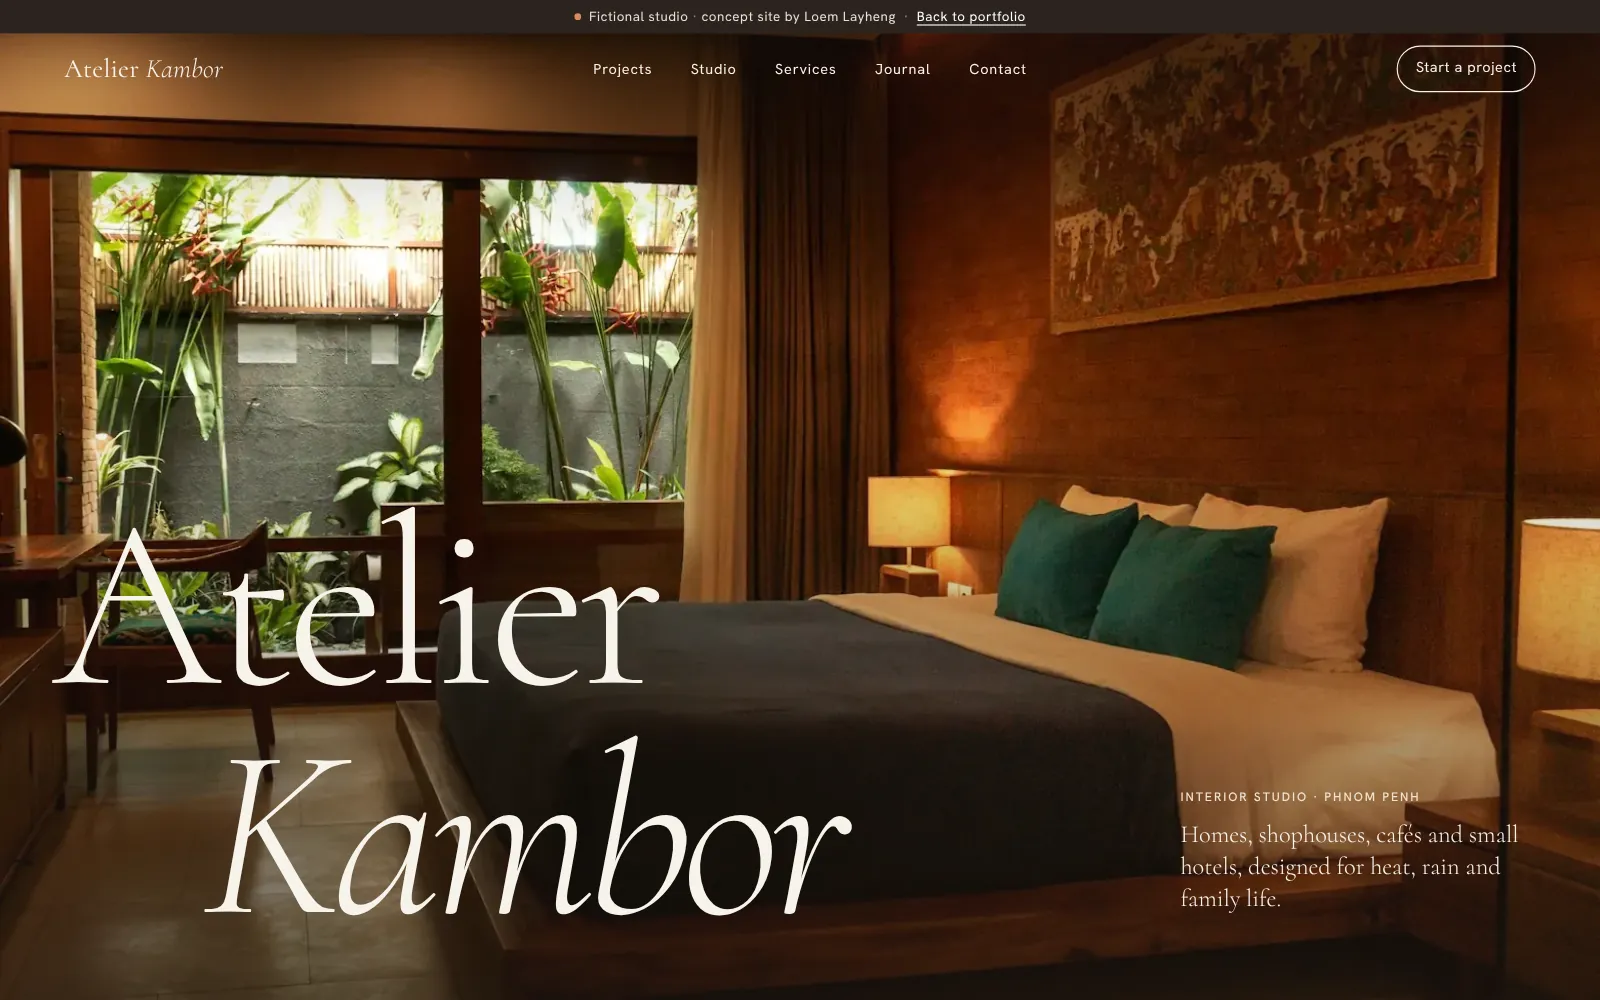 Fictional studio · concept site by Loem Layheng · Back to portfolio
Atelier Kambor
Projects
Studio
Services
Journal
Contact
Start a project
Atelier
Kambor
INTERIOR STUDIO · PHNOM PENH
Homes, shophouses, cafés and small
hotels, designed for heat, rain and
family life.